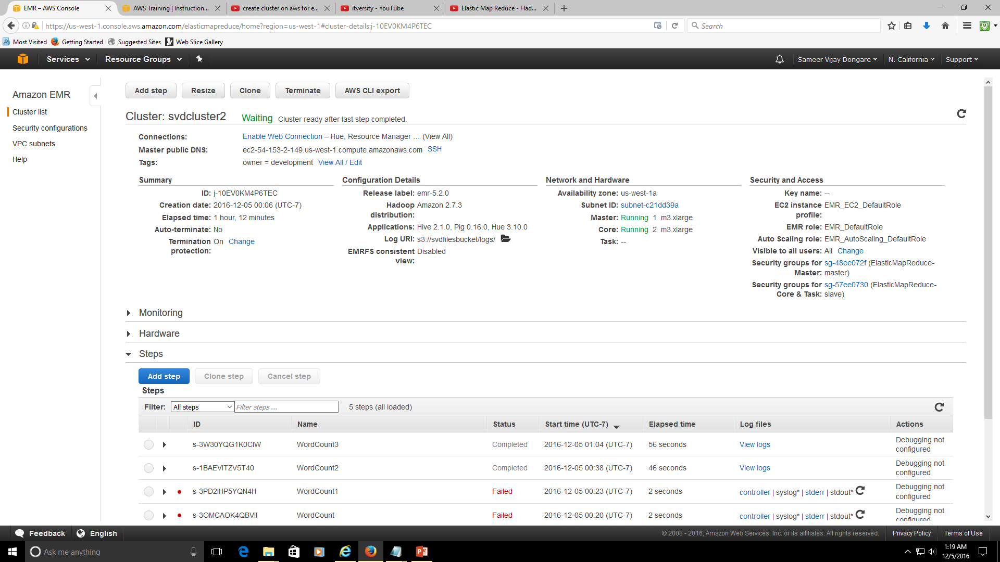 EMR – AWS Console
AWS Training | Instruction...
create cluster on aws for e...
itversity - YouTube
Elastic Map Reduce - Had...
https://us-west-1.console.aws.amazon.com/elasticmapreduce/home?region=us-west-1#cluster-details:j-10EV0KM4P6TEC
Search
Most Visited Getting Started Suggested Sites Web Slice Gallery
Services Resource Groups Sameer Vijay Dongare N. California Support
Amazon EMR
Cluster list
Security configurations
VPC subnets
Help
Add step Resize Clone Terminate AWS CLI export
Cluster: svdcluster2 Waiting Cluster ready after last step completed.
Connections: Enable Web Connection – Hue, Resource Manager ... (View All)
Master public DNS: ec2-54-153-2-149.us-west-1.compute.amazonaws.com SSH
Tags: owner = development View All / Edit
Summary
ID: j-10EV0KM4P6TEC
Creation date: 2016-12-05 00:06 (UTC-7)
Elapsed time: 1 hour, 12 minutes
Auto-terminate: No
Termination protection: On Change
Configuration Details
Release label: emr-5.2.0
Hadoop distribution: Amazon 2.7.3
Applications: Hive 2.1.0, Pig 0.16.0, Hue 3.10.0
Log URI: s3://svdfilesbucket/logs/
EMRFS consistent view: Disabled
Network and Hardware
Availability zone: us-west-1a
Subnet ID: subnet-c21dd39a
Master: Running 1 m3.xlarge
Core: Running 2 m3.xlarge
Task: --
Security and Access
Key name: --
EC2 instance profile: EMR_EC2_DefaultRole
EMR role: EMR_DefaultRole
Auto Scaling role: EMR_AutoScaling_DefaultRole
Visible to all users: All Change
Security groups for Master: sg-48ee072f (ElasticMapReduce-master)
Security groups for Core & Task: sg-57ee0730 (ElasticMapReduce-slave)
Monitoring
Hardware
Steps
Add step Clone step Cancel step
Steps
Filter: All steps Filter steps ... 5 steps (all loaded)
ID Name Status Start time (UTC-7) Elapsed time Log files Actions
s-3W30YQG1K0CIW WordCount3 Completed 2016-12-05 01:04 (UTC-7) 56 seconds View logs Debugging not configured
s-1BAEVITZV5T40 WordCount2 Completed 2016-12-05 00:38 (UTC-7) 46 seconds View logs Debugging not configured
s-3PD2IHP5YQN4H WordCount1 Failed 2016-12-05 00:23 (UTC-7) 2 seconds controller | syslog* | stderr | stdout* Debugging not configured
s-3OMCAOK4QBVII WordCount Failed 2016-12-05 00:20 (UTC-7) 2 seconds controller | syslog* | stderr | stdout* Debugging not configured
Feedback English © 2008 - 2016, Amazon Web Services, Inc. or its affiliates. All rights reserved. Privacy Policy Terms of Use
Ask me anything
1:19 AM
12/5/2016